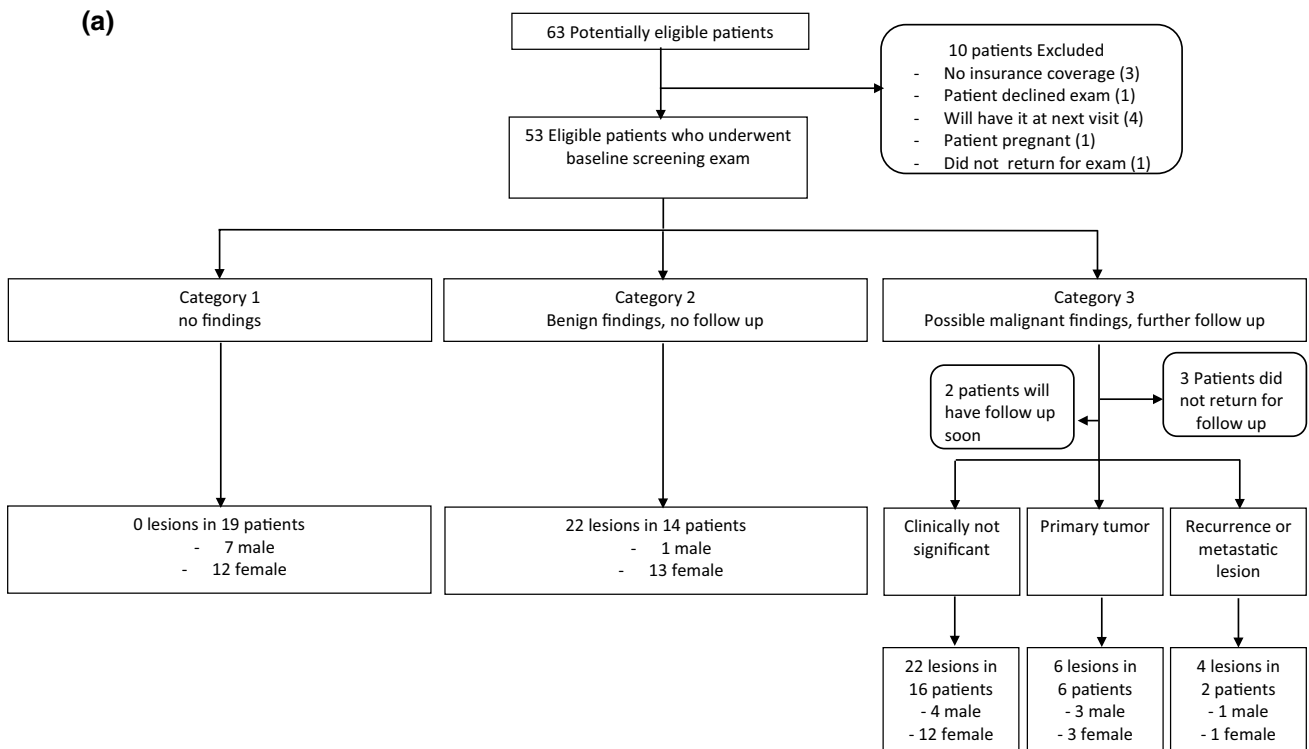 (a)
63 Potentially eligible patients
10 patients Excluded
- No insurance coverage (3)
- Patient declined exam (1)
- Will have it at next visit (4)
- Patient pregnant (1)
- Did not return for exam (1)
53 Eligible patients who underwent
baseline screening exam
Category 1
no findings
Category 2
Benign findings, no follow up
Category 3
Possible malignant findings, further follow up
2 patients will
have follow up
soon
3 Patients did
not return for
follow up
0 lesions in 19 patients
- 7 male
- 12 female
22 lesions in 14 patients
- 1 male
- 13 female
Clinically not
significant
Primary tumor
Recurrence or
metastatic
lesion
22 lesions in
16 patients
- 4 male
- 12 female
6 lesions in
6 patients
- 3 male
- 3 female
4 lesions in
2 patients
- 1 male
- 1 female